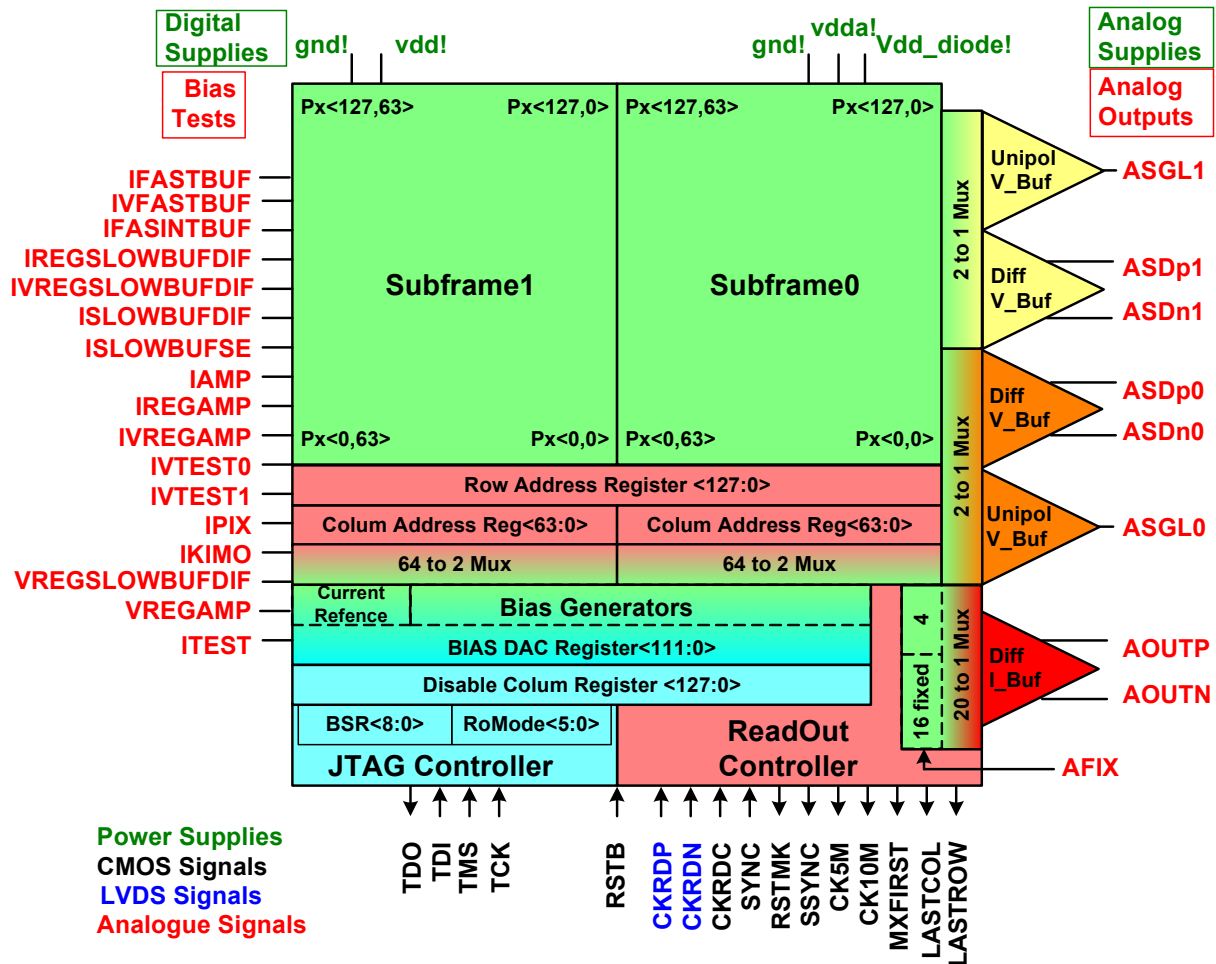 Digital
Supplies
gnd!
vdd!
gnd!
vdda!
Vdd_diode!
Analog
Supplies
Bias
Tests
Analog
Outputs
Px<127,63>
Px<127,0>
Px<127,63>
Px<127,0>
Subframe1
Subframe0
Px<0,63>
Px<0,0>
Px<0,63>
Px<0,0>
IFASTBUF
IVFASTBUF
IFASINTBUF
IREGSLOWBUFDIF
IVREGSLOWBUFDIF
ISLOWBUFDIF
ISLOWBUFSE
IAMP
IREGAMP
IVREGAMP
IVTEST0
IVTEST1
IPIX
IKIMO
VREGSLOWBUFDIF
VREGAMP
ITEST
2 to 1 Mux
Unipol
V_Buf
ASGL1
Diff
V_Buf
ASDp1
ASDn1
2 to 1 Mux
Diff
V_Buf
ASDp0
ASDn0
Unipol
V_Buf
ASGL0
Row Address Register <127:0>
Colum Address Reg<63:0>
Colum Address Reg<63:0>
64 to 2 Mux
64 to 2 Mux
Current
Refence
Bias Generators
BIAS DAC Register<111:0>
Disable Colum Register <127:0>
BSR<8:0>
RoMode<5:0>
JTAG Controller
ReadOut
Controller
4
16 fixed
20 to 1 Mux
Diff
I_Buf
AOUTP
AOUTN
AFIX
TDO
TDI
TMS
TCK
RSTB
CKRDP
CKRDN
CKRDC
SYNC
RSTMK
SSYNC
CK5M
CK10M
MXFIRST
LASTCOL
LASTROW
Power Supplies
CMOS Signals
LVDS Signals
Analogue Signals